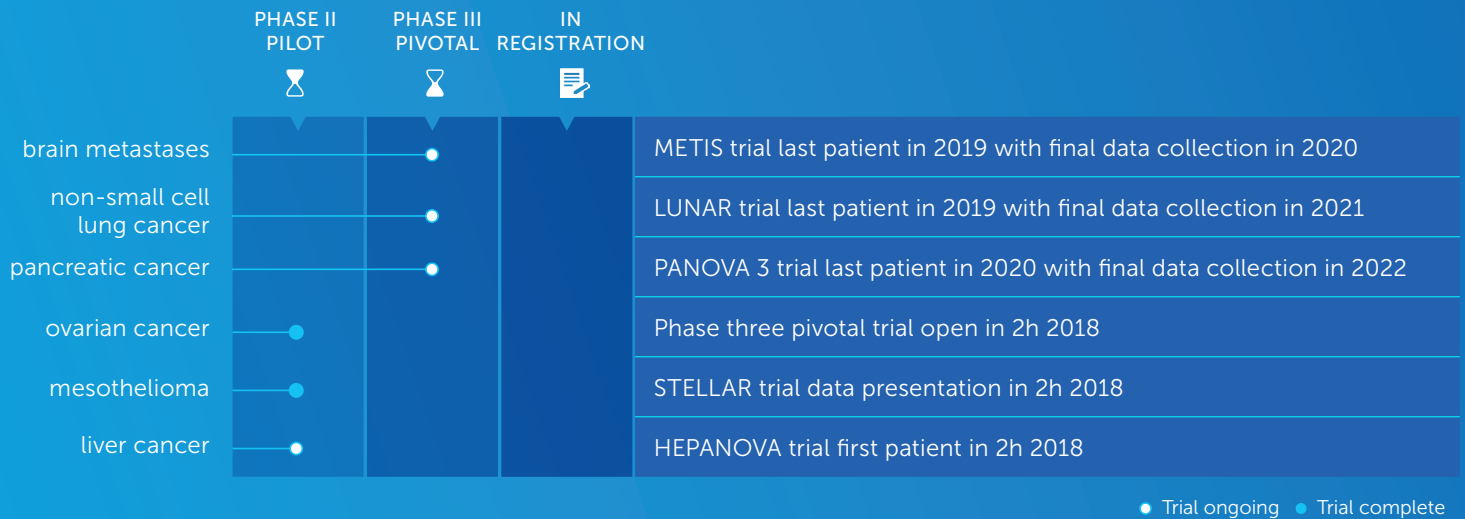 PHASE II
PILOT
PHASE III
PIVOTAL
IN
REGISTRATION
brain metastases
METIS trial last patient in 2019 with final data collection in 2020
non-small cell
lung cancer
LUNAR trial last patient in 2019 with final data collection in 2021
pancreatic cancer
PANOVA 3 trial last patient in 2020 with final data collection in 2022
ovarian cancer
Phase three pivotal trial open in 2h 2018
mesothelioma
STELLAR trial data presentation in 2h 2018
liver cancer
HEPANOVA trial first patient in 2h 2018
Trial ongoing
Trial complete